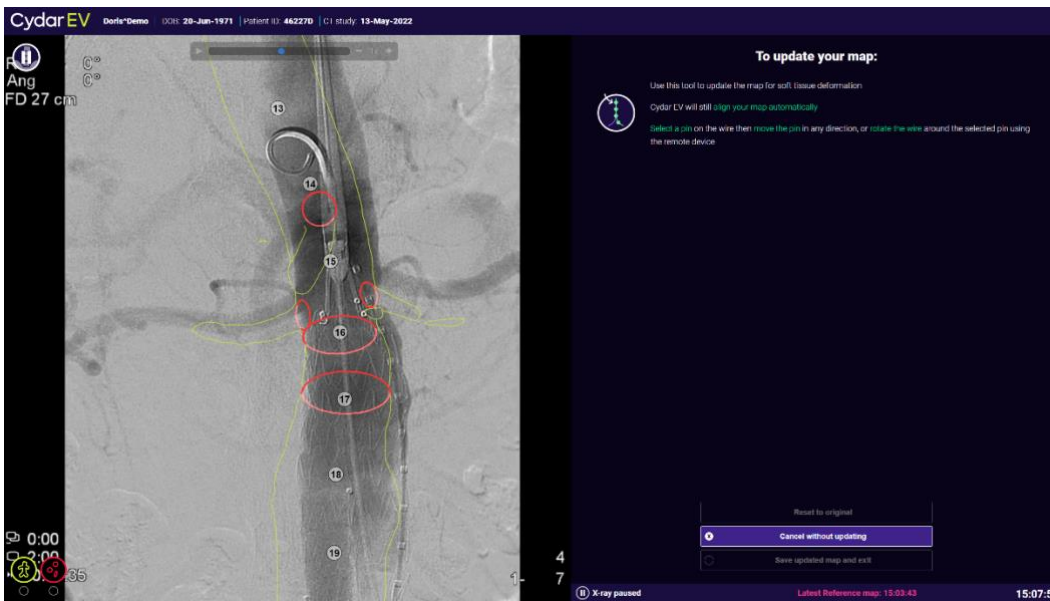 Cydar EV Doris^Demo DOB: 20-Jun-1971 Patient ID: 46227D CT study: 13-May-2022
0°
Ang 0°
FD 27 cm
13
14
15
16
17
18
19
0:00
4
1- 7
To update your map:
Use this tool to update the map for soft tissue deformation
Cydar EV will still align your map automatically
Select a pin on the wire then move the pin in any direction, or rotate the wire around the selected pin using
the remote device
Reset to original
Cancel without updating
Save updated map and exit
X-ray paused Latest Reference map: 15:03:43